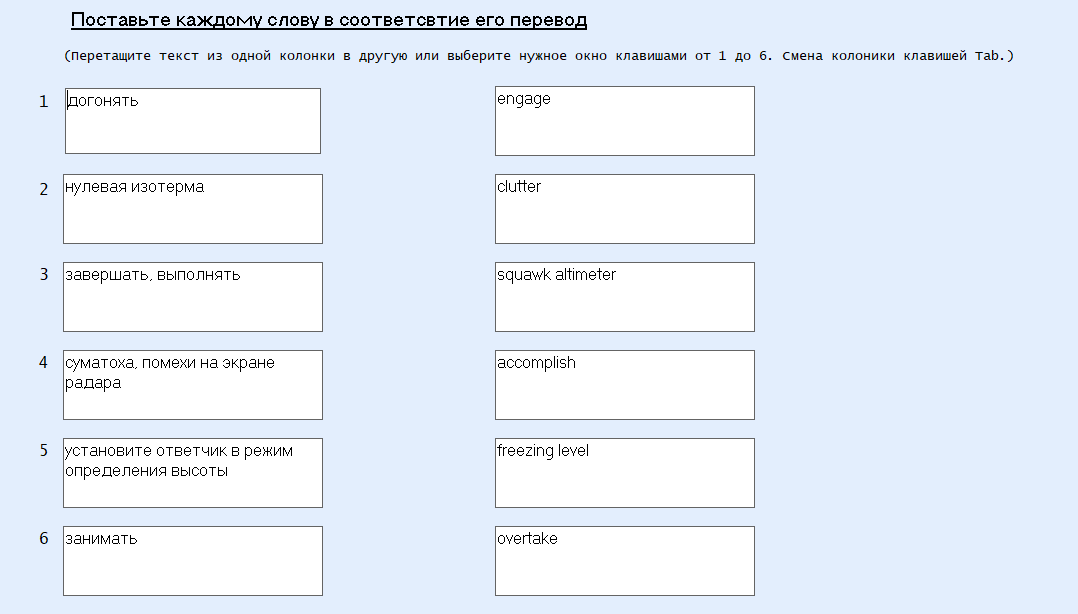 Поставьте каждому слову в соответсвтие его перевод
(Перетащите текст из одной колонки в другую или выберите нужное окно клавишами от 1 до 6. Смена колоники клавишей Tab.)
1 догонять engage
2 нулевая изотерма clutter
3 завершать, выполнять squawk altimeter
4 суматоха, помехи на экране радара accomplish
5 установите ответчик в режим определения высоты freezing level
6 занимать overtake